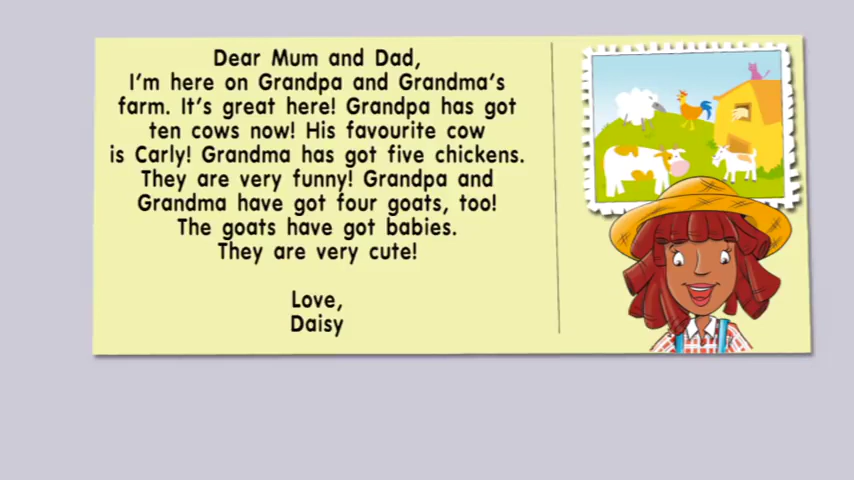 Dear Mum and Dad,
I'm here on Grandpa and Grandma's
farm. It's great here! Grandpa has got
ten cows now! His favourite cow
is Carly! Grandma has got five chickens.
They are very funny! Grandpa and
Grandma have got four goats, too!
The goats have got babies.
They are very cute!
Love,
Daisy